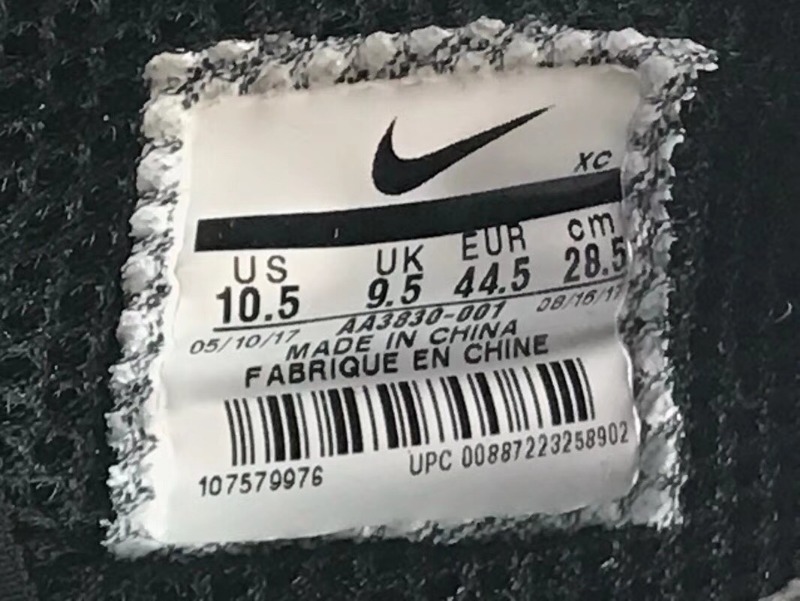 XC
US UK EUR cm
10.5 9.5 44.5 28.5
AA3830-001
05/10/17 08/16/17
MADE IN CHINA
FABRIQUE EN CHINE
107579976 UPC 00887223258902